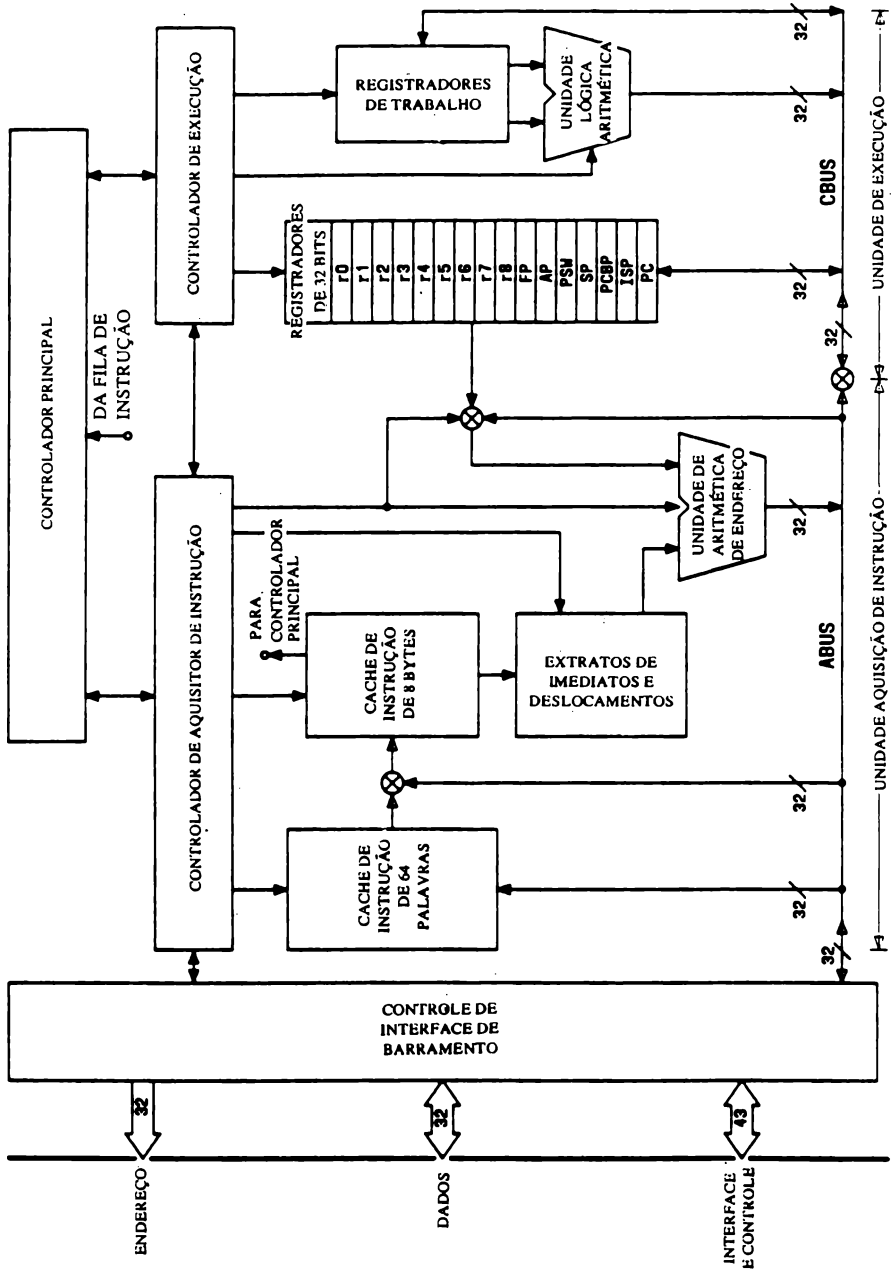 CONTROLADOR PRINCIPAL
DA FILA DE
INSTRUÇÃO
CONTROLADOR DE AQUISITOR DE INSTRUÇÃO
CONTROLADOR DE EXECUÇÃO
PARA
CONTROLADOR
PRINCIPAL
CACHE DE
INSTRUÇÃO
DE 64
PALAVRAS
CACHE DE
INSTRUÇÃO
DE 8 BYTES
EXTRATOS DE
IMEDIATOS E
DESLOCAMENTOS
UNIDADE DE
ARITMÉTICA
DE ENDEREÇO
REGISTRADORES
DE 32 BITS
r0
r1
r2
r3
r4
r5
r6
r7
r8
FP
AP
PSW
SP
PCBP
ISP
PC
REGISTRADORES
DE TRABALHO
UNIDADE
LÓGICA
ARITMÉTICA
CONTROLE DE
INTERFACE DE
BARRAMENTO
32
32
43
ENDEREÇO
DADOS
INTERFACE
E CONTROLE
32
32
32
32
32
32
32
32
ABUS
CBUS
UNIDADE AQUISIÇÃO DE INSTRUÇÃO
UNIDADE DE EXECUÇÃO